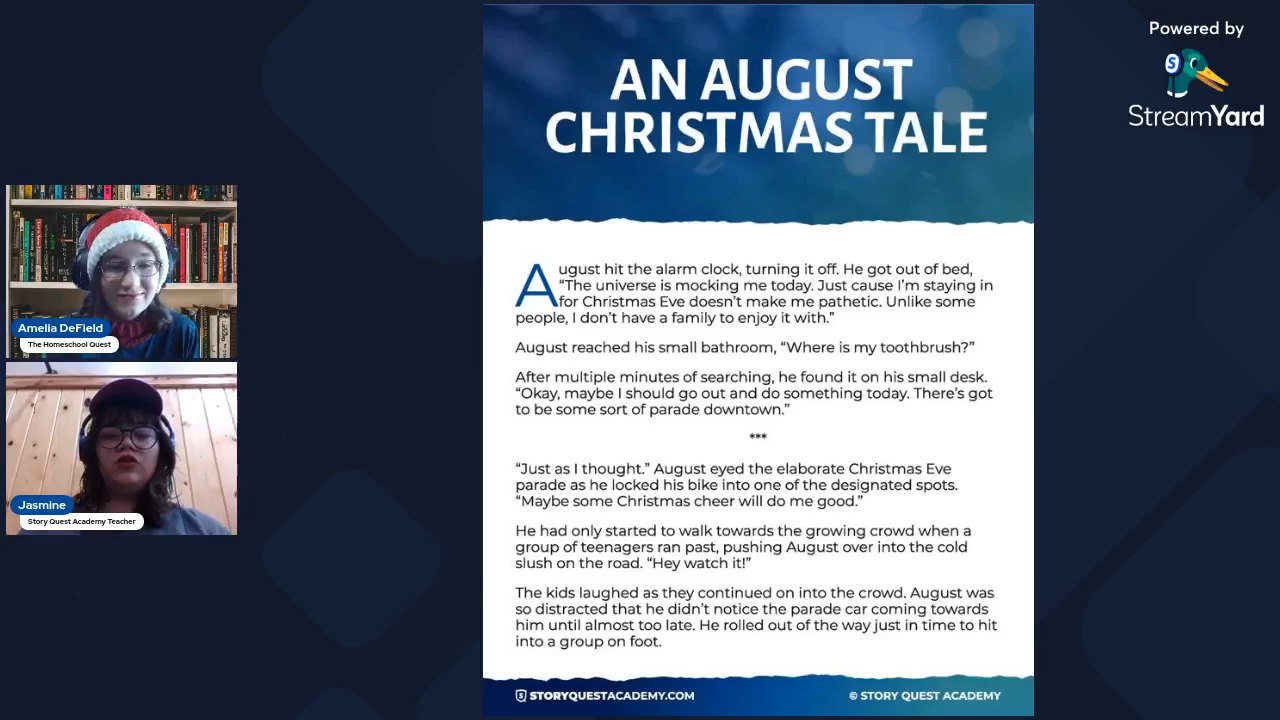 Powered by
StreamYard
AN AUGUST
CHRISTMAS TALE
August hit the alarm clock, turning it off. He got out of bed,
“The universe is mocking me today. Just cause I’m staying in
for Christmas Eve doesn’t make me pathetic. Unlike some
people, I don’t have a family to enjoy it with.”
August reached his small bathroom, “Where is my toothbrush?”
After multiple minutes of searching, he found it on his small desk.
“Okay, maybe I should go out and do something today. There’s got
to be some sort of parade downtown.”
***
“Just as I thought.” August eyed the elaborate Christmas Eve
parade as he locked his bike into one of the designated spots.
“Maybe some Christmas cheer will do me good.”
He had only started to walk towards the growing crowd when a
group of teenagers ran past, pushing August over into the cold
slush on the road. “Hey watch it!”
The kids laughed as they continued on into the crowd. August was
so distracted that he didn’t notice the parade car coming towards
him until almost too late. He rolled out of the way just in time to hit
into a group on foot.
STORYQUESTACADEMY.COM
© STORY QUEST ACADEMY
Amelia DeField
The Homeschool Quest
Jasmine
Story Quest Academy Teacher